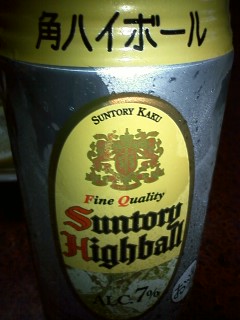 角ハイボール
SUNTORY KAKU
Fine Quality
Suntory
Highball
ALC. 7%